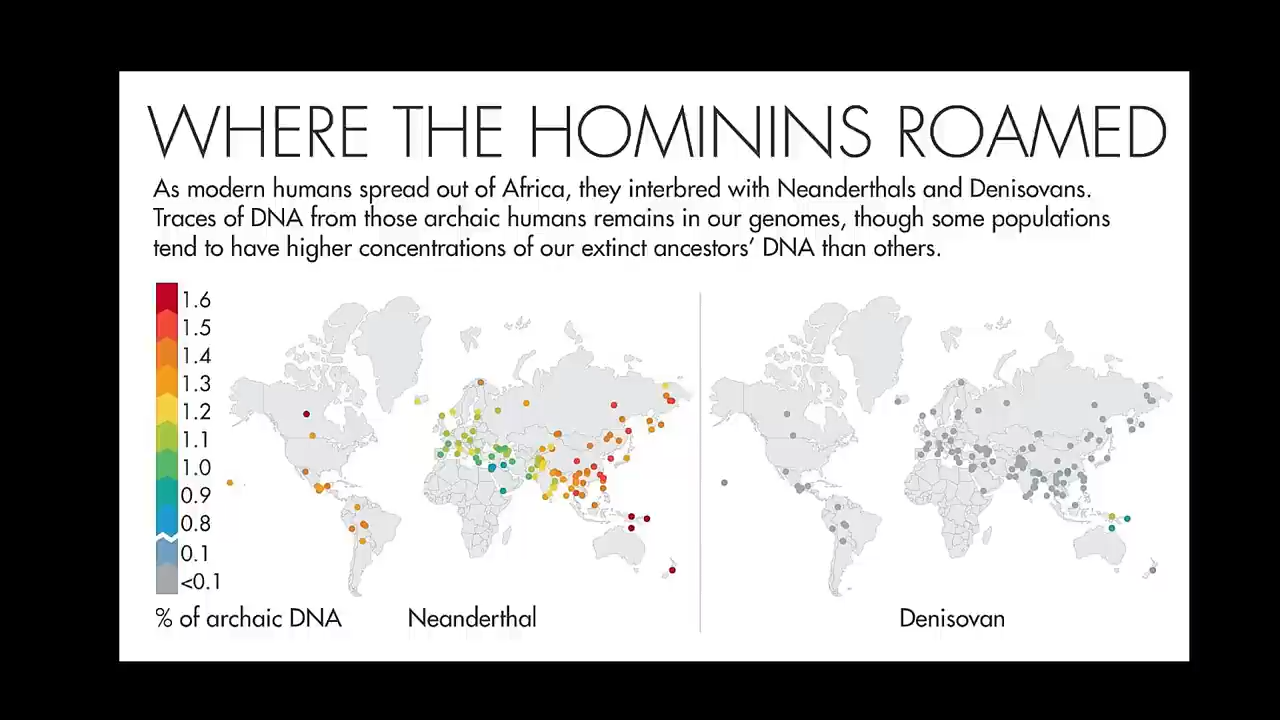 WHERE THE HOMININS ROAMED
As modern humans spread out of Africa, they interbred with Neanderthals and Denisovans.
Traces of DNA from those archaic humans remains in our genomes, though some populations
tend to have higher concentrations of our extinct ancestors' DNA than others.
1.6
1.5
1.4
1.3
1.2
1.1
1.0
0.9
0.8
0.1
<0.1
% of archaic DNA
Neanderthal
Denisovan